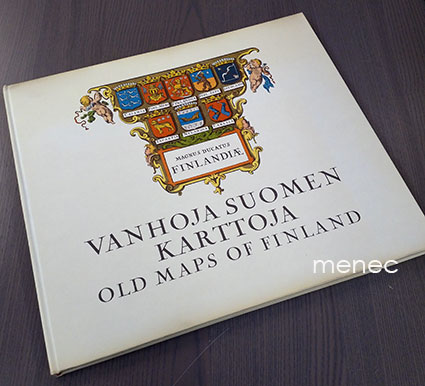 MAGNUS DUCATUS
FINLANDIÆ
VANHOJA SUOMEN
KARTTOJA
OLD MAPS OF FINLAND
menec